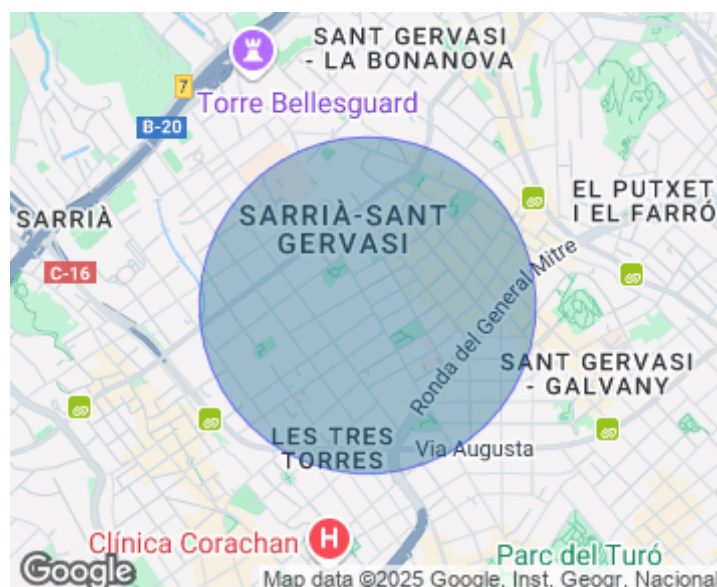 SANT GERVASI
- LA BONANOVA
7
Torre Bellesguard
B-20
EL PUTXET
I EL FARRÓ
SARRIÀ
SARRIÀ-SANT
GERVASI
C-16
Ronda del General Mitre
SANT GERVASI
- GALVANY
LES TRES
TORRES
Via Augusta
Clínica Corachan
H
Parc del Turó
Google
Map data ©2025 Google, Inst. Geogr. Nacional